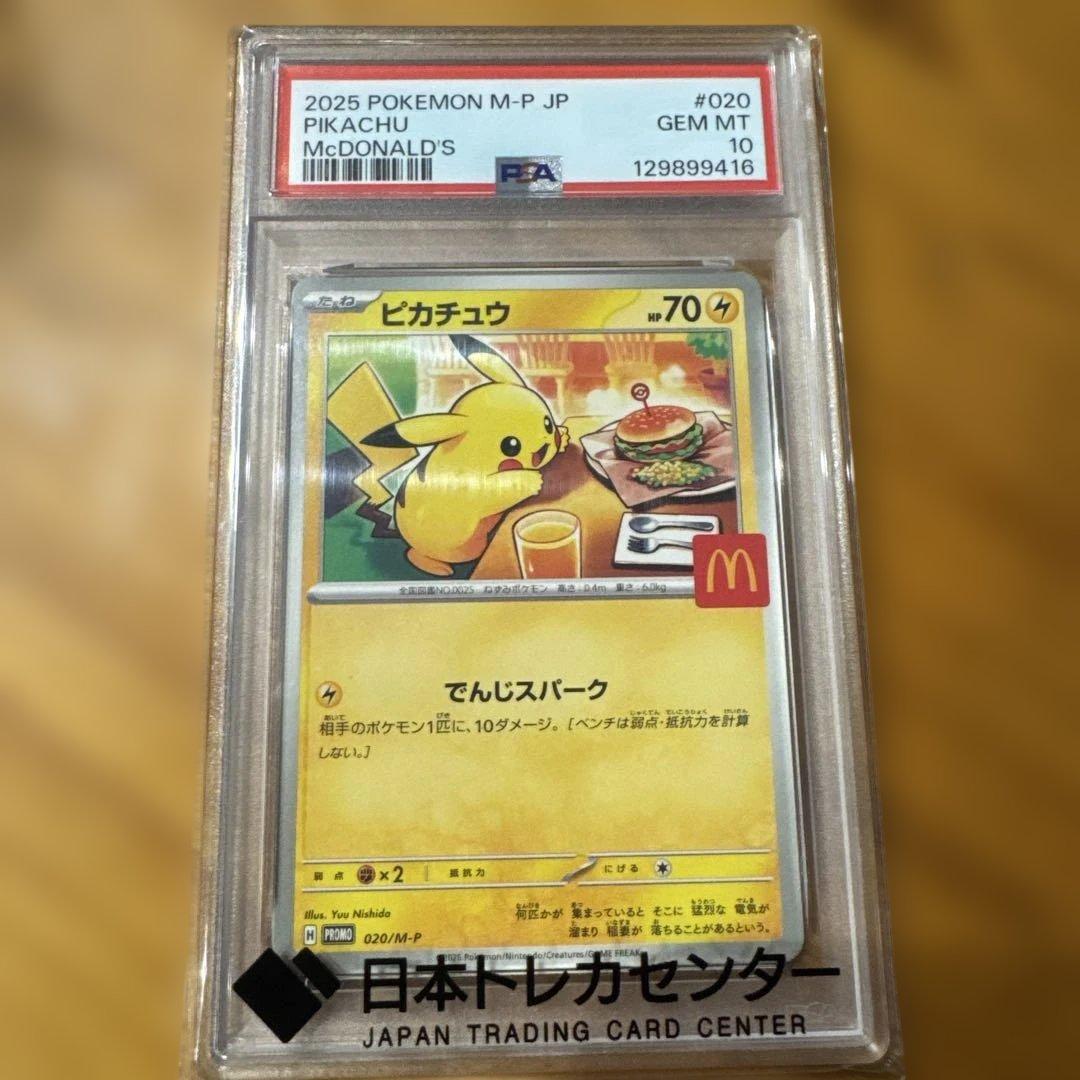 2025 POKEMON M-P JP #020
PIKACHU GEM MT
McDONALD'S 10
PSA 129899416
たね ピカチュウ HP70
全国図鑑NO.0025 ねずみポケモン 高さ:0.4m 重さ:6.0kg
でんじスパーク
相手のポケモン1匹に、10ダメージ。[ベンチは弱点・抵抗力を計算
しない。]
弱点 ×2 抵抗力 にげる
Illus. Yuu Nishida
何匹かが 集まっていると そこに 猛烈な 電気が
溜まり 稲妻が 落ちることがあるという。
H PROMO 020/M-P
©2025 Pokémon/Nintendo/Creatures/GAME FREAK
日本トレカセンター
JAPAN TRADING CARD CENTER